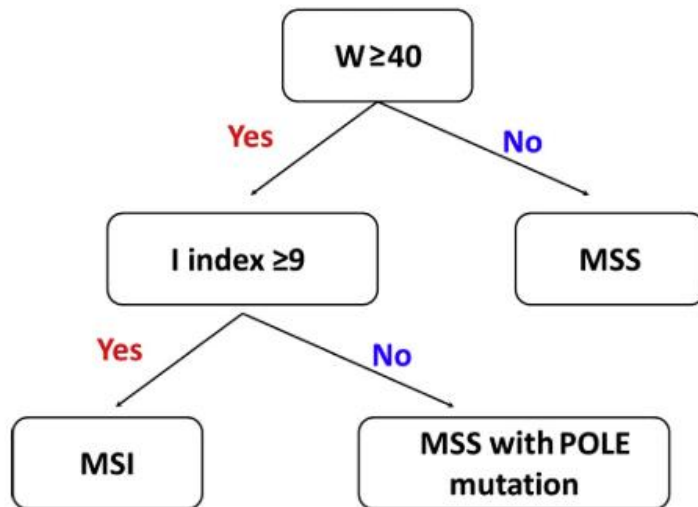 W ≥40
Yes
No
I index ≥9
MSS
Yes
No
MSI
MSS with POLE
mutation